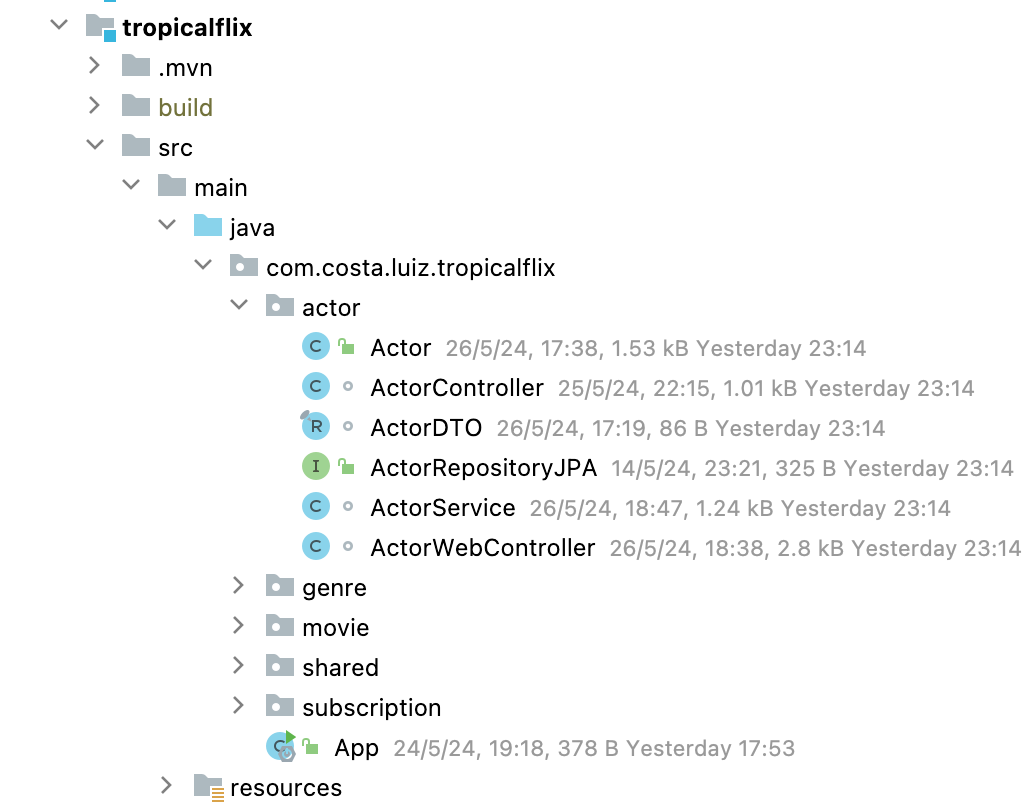 tropicalflix
.mvn
build
src
main
java
com.costa.luiz.tropicalflix
actor
C Actor 26/5/24, 17:38, 1.53 kB Yesterday 23:14
C ActorController 25/5/24, 22:15, 1.01 kB Yesterday 23:14
R ActorDTO 26/5/24, 17:19, 86 B Yesterday 23:14
I ActorRepositoryJPA 14/5/24, 23:21, 325 B Yesterday 23:14
C ActorService 26/5/24, 18:47, 1.24 kB Yesterday 23:14
C ActorWebController 26/5/24, 18:38, 2.8 kB Yesterday 23:14
genre
movie
shared
subscription
C App 24/5/24, 19:18, 378 B Yesterday 17:53
resources